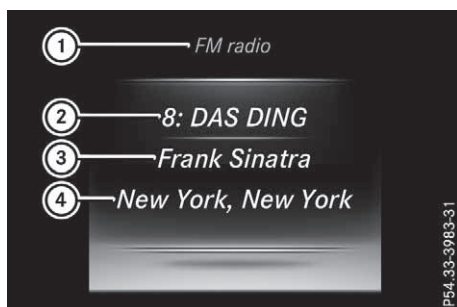 1 FM radio
2 8: DAS DING
3 Frank Sinatra
4 New York, New York
P54.33-3983-31